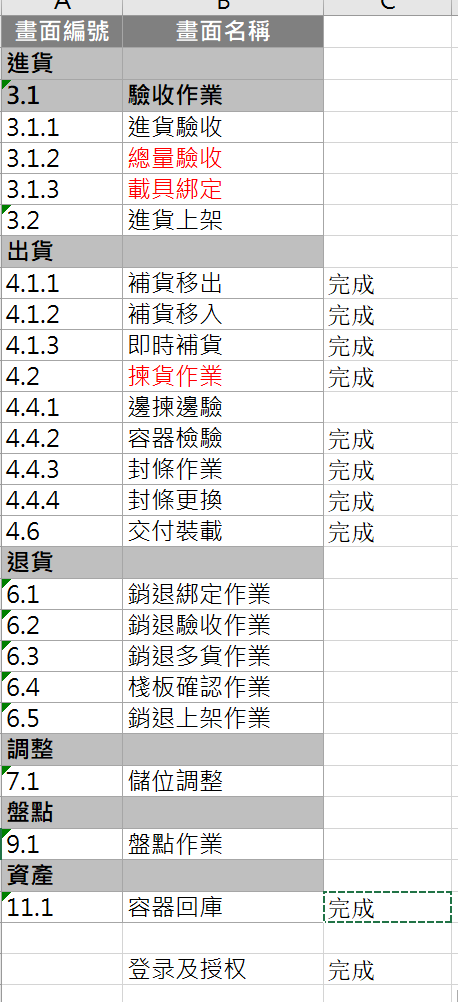 A B C
畫面編號 畫面名稱
進貨
3.1 驗收作業
3.1.1 進貨驗收
3.1.2 總量驗收
3.1.3 載具綁定
3.2 進貨上架
出貨
4.1.1 補貨移出 完成
4.1.2 補貨移入 完成
4.1.3 即時補貨 完成
4.2 揀貨作業 完成
4.4.1 邊揀邊驗
4.4.2 容器檢驗 完成
4.4.3 封條作業 完成
4.4.4 封條更換 完成
4.6 交付裝載 完成
退貨
6.1 銷退綁定作業
6.2 銷退驗收作業
6.3 銷退多貨作業
6.4 棧板確認作業
6.5 銷退上架作業
調整
7.1 儲位調整
盤點
9.1 盤點作業
資產
11.1 容器回庫 完成
登录及授权 完成